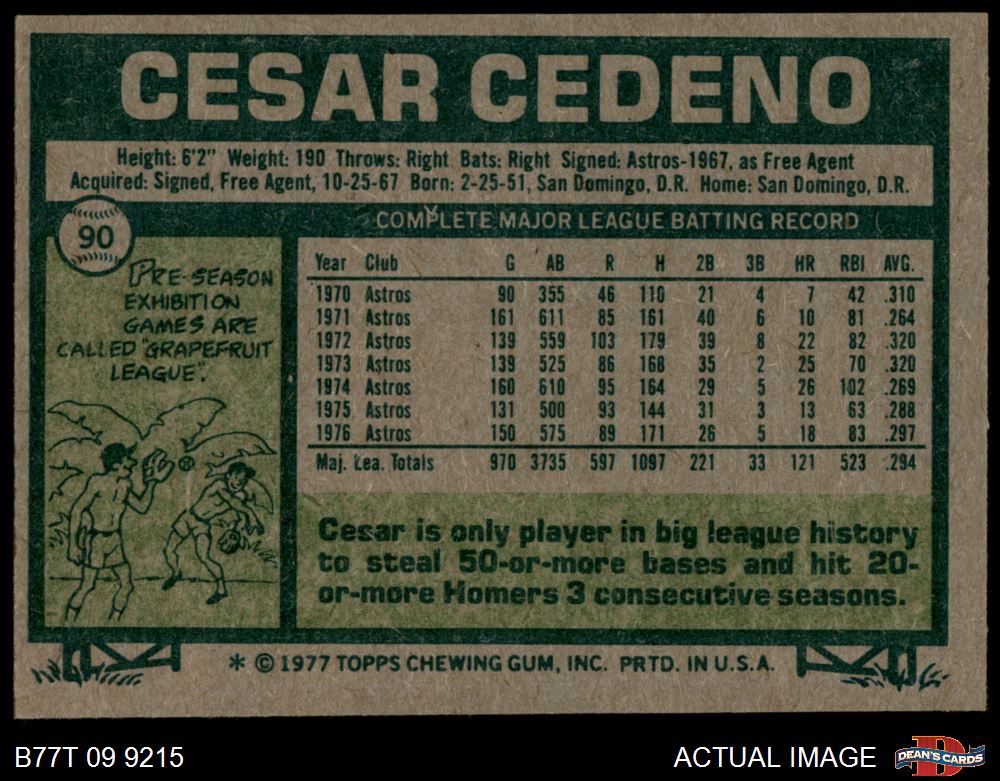 CESAR CEDENO
Height: 6'2" Weight: 190 Throws: Right Bats: Right Signed: Astros-1967, as Free Agent
Acquired: Signed, Free Agent, 10-25-67 Born: 2-25-51, San Domingo, D.R. Home: San Domingo, D.R.
COMPLETE MAJOR LEAGUE BATTING RECORD
90
PRE-SEASON
EXHIBITION
GAMES ARE
CALLED "GRAPEFRUIT
LEAGUE".
Year Club G AB R H 2B 3B HR RBI AVG.
1970 Astros 90 355 46 110 21 4 7 42 .310
1971 Astros 161 611 85 161 40 6 10 81 .264
1972 Astros 139 559 103 179 39 8 22 82 .320
1973 Astros 139 525 86 168 35 2 25 70 .320
1974 Astros 160 610 95 164 29 5 26 102 .269
1975 Astros 131 500 93 144 31 3 13 63 .288
1976 Astros 150 575 89 171 26 5 18 83 .297
Maj. Lea. Totals 970 3735 597 1097 221 33 121 523 .294
Cesar is only player in big league history
to steal 50-or-more bases and hit 20-
or-more Homers 3 consecutive seasons.
* © 1977 TOPPS CHEWING GUM, INC. PRTD. IN U.S.A.
B77T 09 9215
ACTUAL IMAGE
D
DEAN'S CARDS